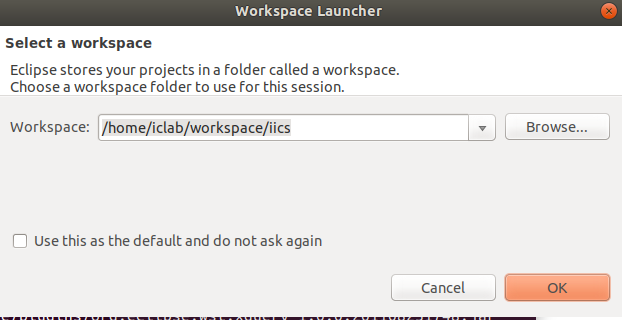 Workspace Launcher
Select a workspace
Eclipse stores your projects in a folder called a workspace.
Choose a workspace folder to use for this session.
Workspace: /home/iclab/workspace/iics Browse...
Use this as the default and do not ask again
Cancel OK